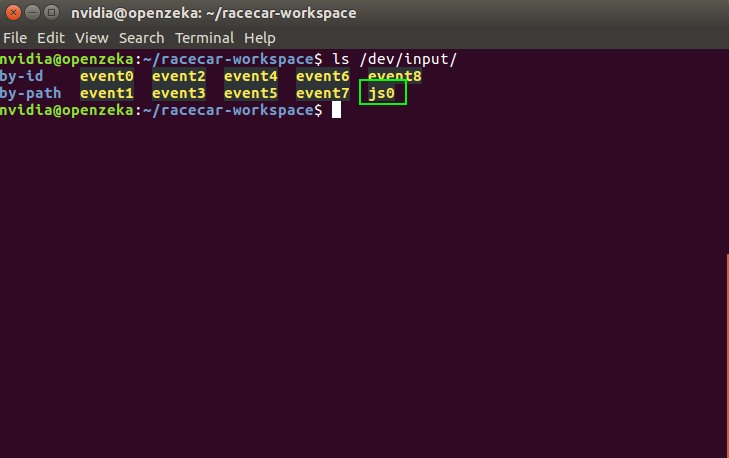 nvidia@openzeka: ~/racecar-workspace
File Edit View Search Terminal Help
nvidia@openzeka:~/racecar-workspace$ ls /dev/input/
by-id event0 event2 event4 event6 event8
by-path event1 event3 event5 event7 js0
nvidia@openzeka:~/racecar-workspace$